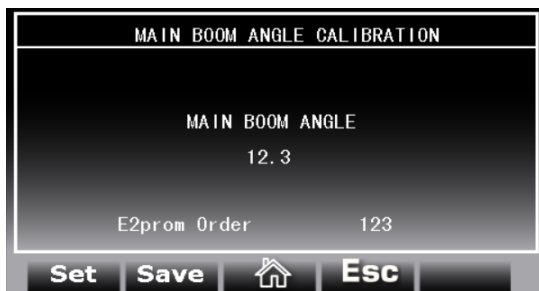 MAIN BOOM ANGLE CALIBRATION
MAIN BOOM ANGLE
12.3
E2prom Order 123
Set Save Esc